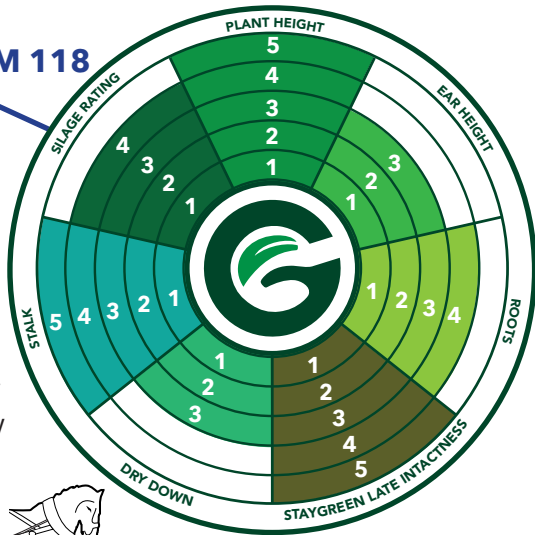 M 118
PLANT HEIGHT
5
4
3
2
1
EAR HEIGHT
3
2
1
ROOTS
1 2 3 4
STAYGREEN LATE INTACTNESS
1
2
3
4
5
DRY DOWN
1
2
3
STALK
5 4 3 2 1
SILAGE RATING
4
3
2
1